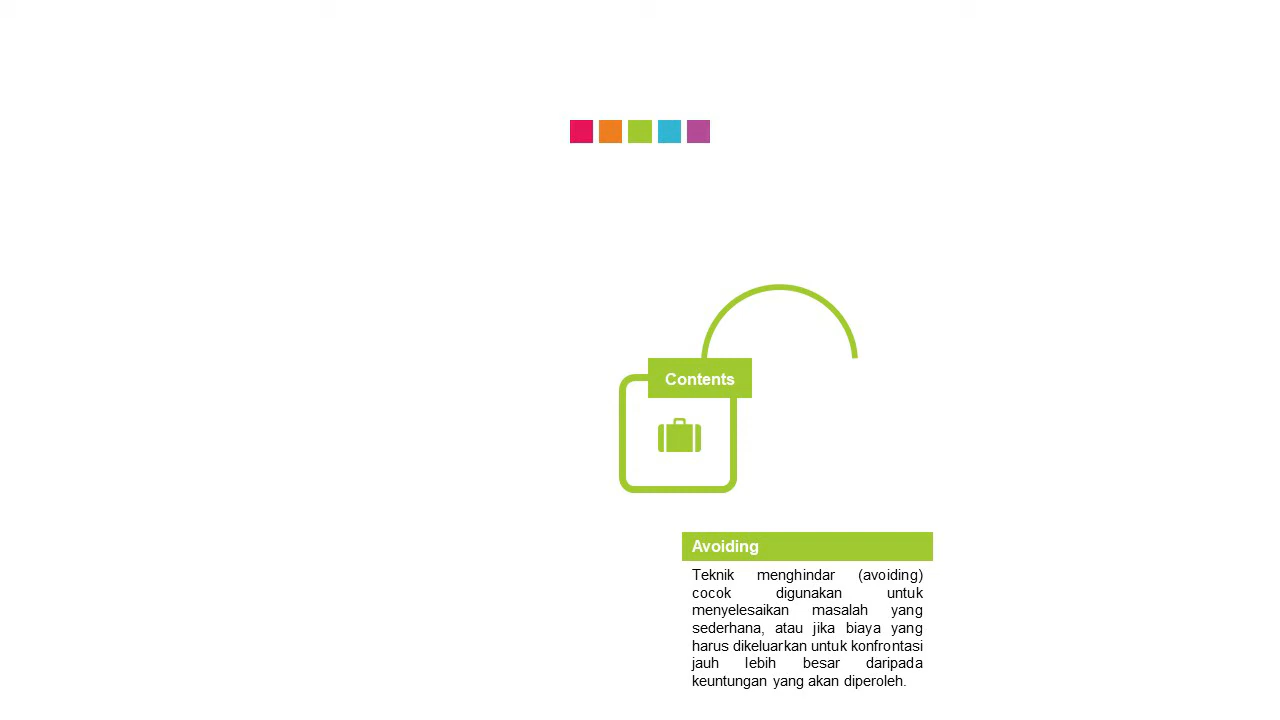 Contents
Avoiding
Teknik menghindar (avoiding)
cocok digunakan untuk
menyelesaikan masalah yang
sederhana, atau jika biaya yang
harus dikeluarkan untuk konfrontasi
jauh lebih besar daripada
keuntungan yang akan diperoleh.